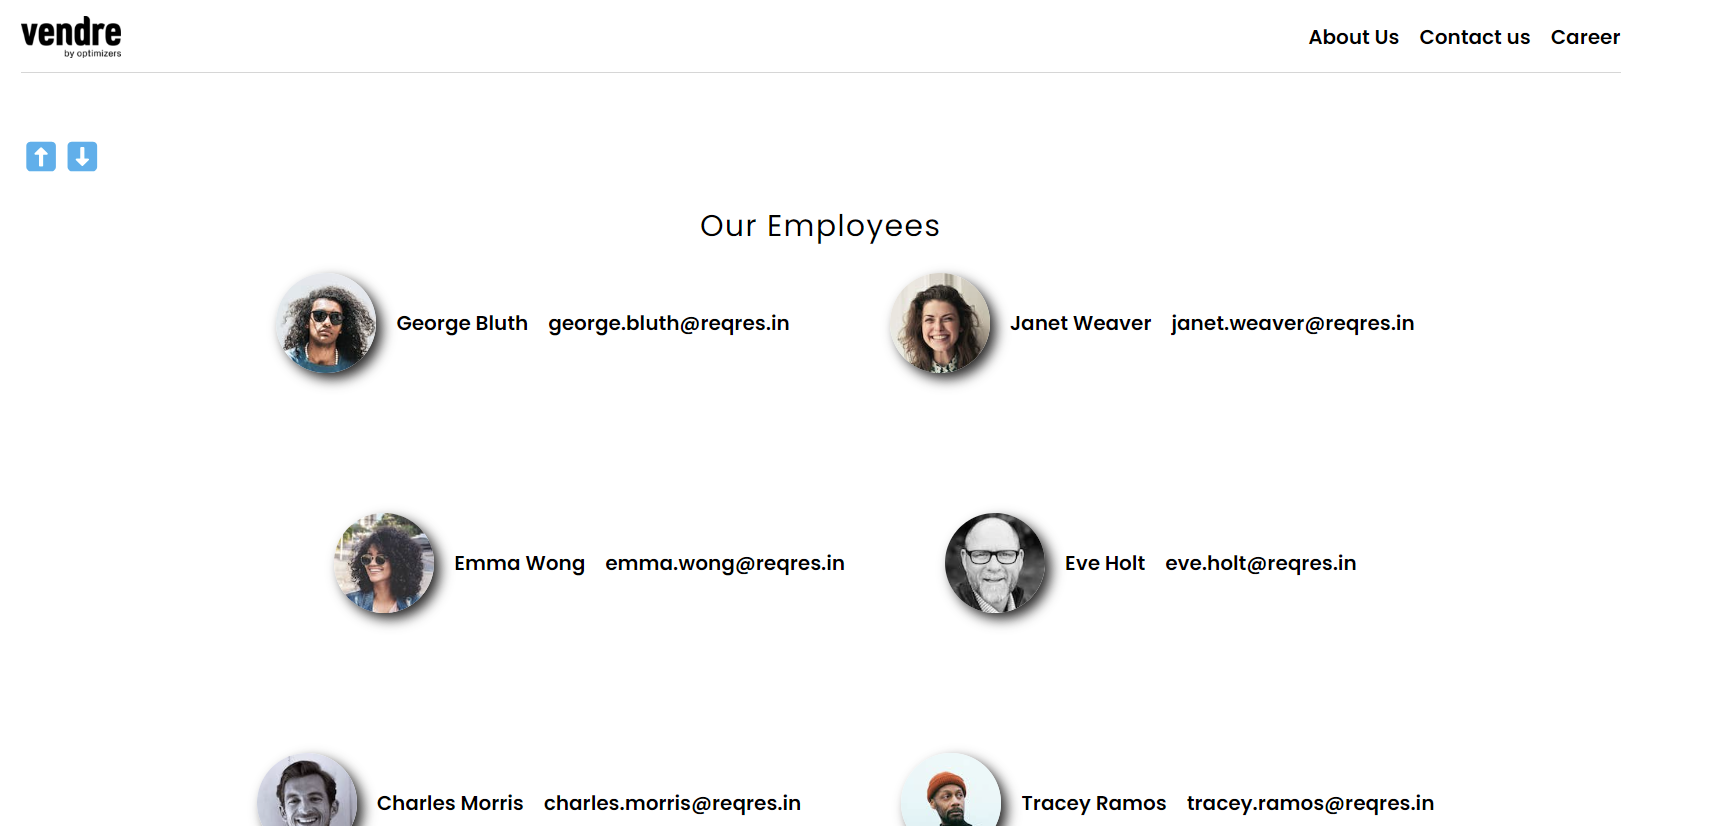 vendre
by optimizers
About Us Contact us Career
Our Employees
George Bluth george.bluth@reqres.in Janet Weaver janet.weaver@reqres.in
Emma Wong emma.wong@reqres.in Eve Holt eve.holt@reqres.in
Charles Morris charles.morris@reqres.in Tracey Ramos tracey.ramos@reqres.in